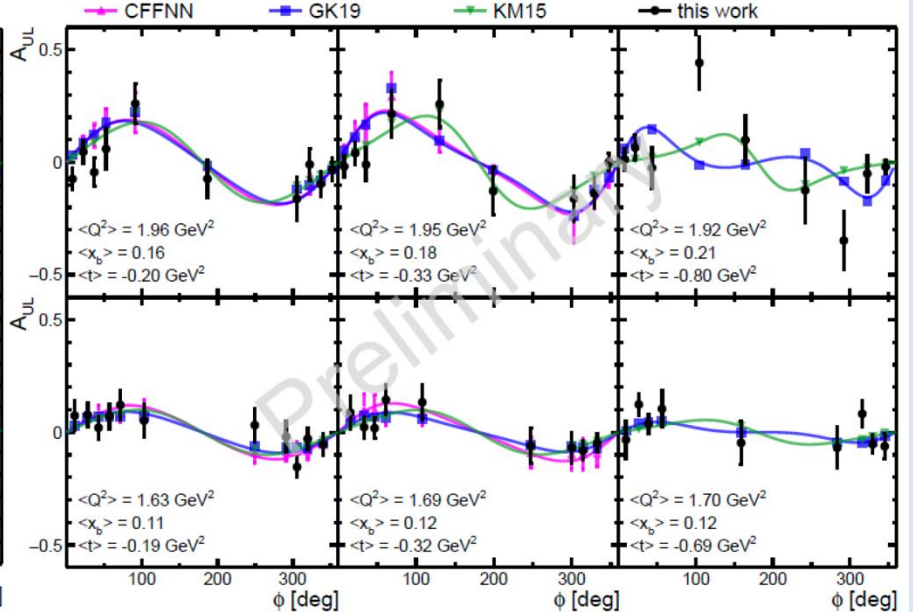 CFFNN GK19 KM15 this work
A_UL
0.5
0
−0.5
<Q²> = 1.96 GeV²
<x_b> = 0.16
<t> = -0.20 GeV²
<Q²> = 1.95 GeV²
<x_b> = 0.18
<t> = -0.33 GeV²
<Q²> = 1.92 GeV²
<x_b> = 0.21
<t> = -0.80 GeV²
Preliminary
A_UL
0.5
0
−0.5
<Q²> = 1.63 GeV²
<x_b> = 0.11
<t> = -0.19 GeV²
<Q²> = 1.69 GeV²
<x_b> = 0.12
<t> = -0.32 GeV²
<Q²> = 1.70 GeV²
<x_b> = 0.12
<t> = -0.69 GeV²
100 200 300 100 200 300 100 200 300
ϕ [deg] ϕ [deg] ϕ [deg]